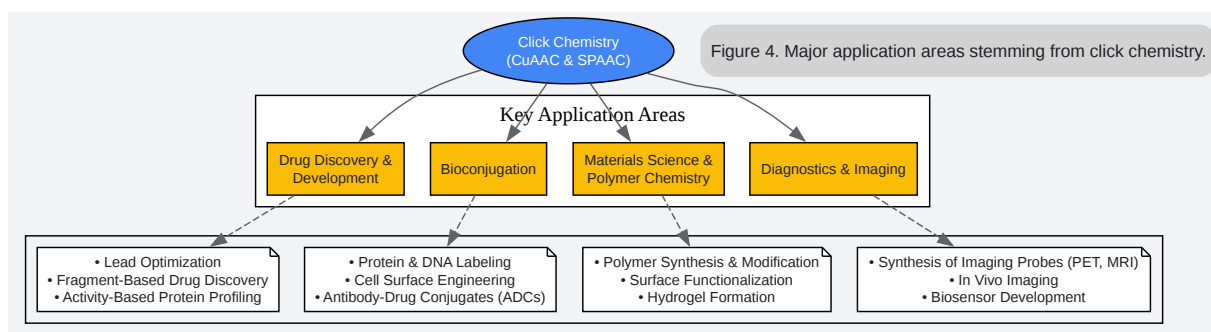 Click Chemistry
(CuAAC & SPAAC)
Figure 4. Major application areas stemming from click chemistry.
Key Application Areas
Drug Discovery &
Development
Bioconjugation
Materials Science &
Polymer Chemistry
Diagnostics & Imaging
• Lead Optimization
• Fragment-Based Drug Discovery
• Activity-Based Protein Profiling
• Protein & DNA Labeling
• Cell Surface Engineering
• Antibody-Drug Conjugates (ADCs)
• Polymer Synthesis & Modification
• Surface Functionalization
• Hydrogel Formation
• Synthesis of Imaging Probes (PET, MRI)
• In Vivo Imaging
• Biosensor Development